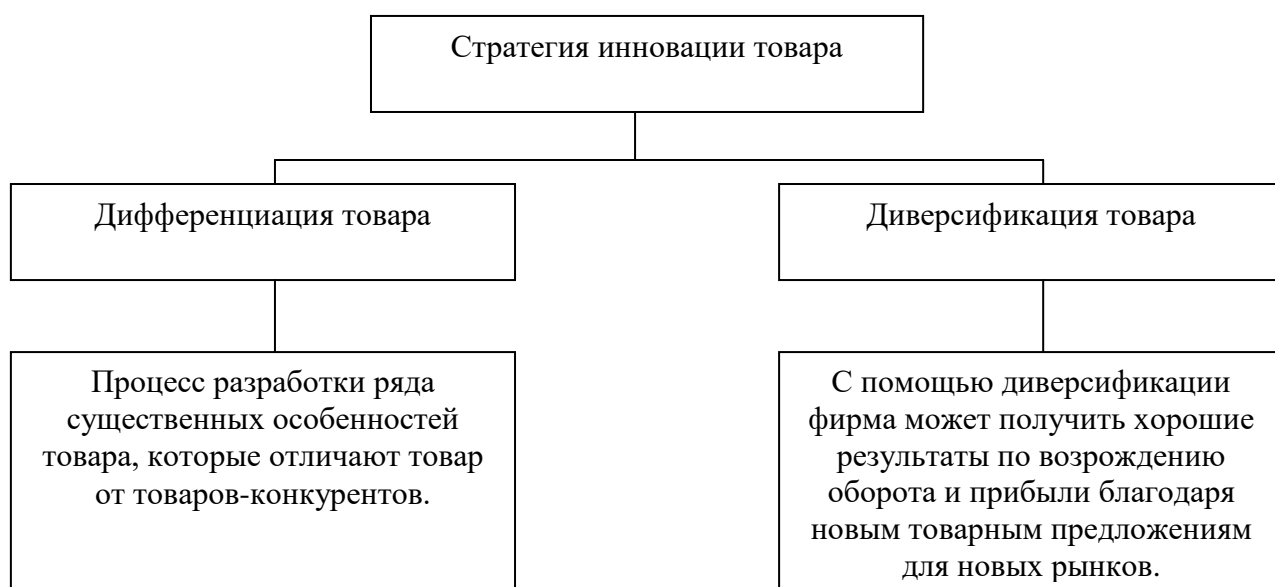 Стратегия инновации товара
Дифференциация товара
Диверсификация товара
Процесс разработки ряда
существенных особенностей
товара, которые отличают товар
от товаров-конкурентов.
С помощью диверсификации
фирма может получить хорошие
результаты по возрождению
оборота и прибыли благодаря
новым товарным предложениям
для новых рынков.